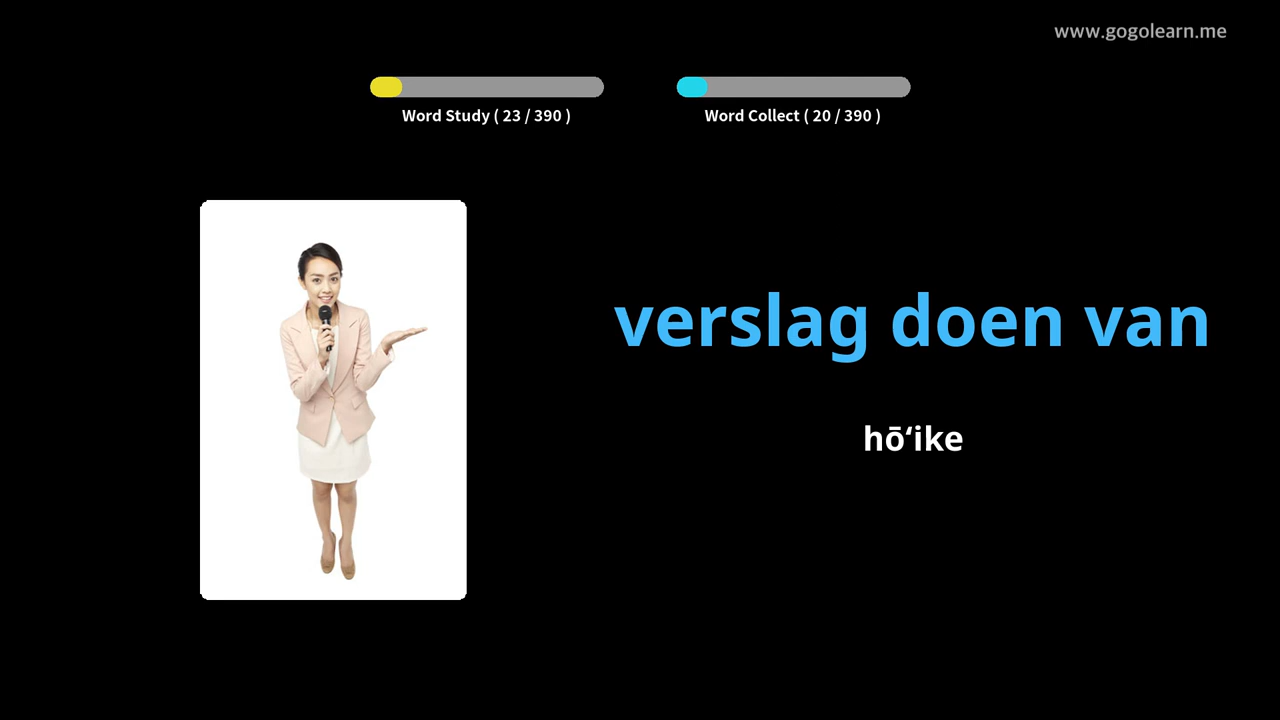 www.gogolearn.me
Word Study ( 23 / 390 )
Word Collect ( 20 / 390 )
verslag doen van
hōʻike